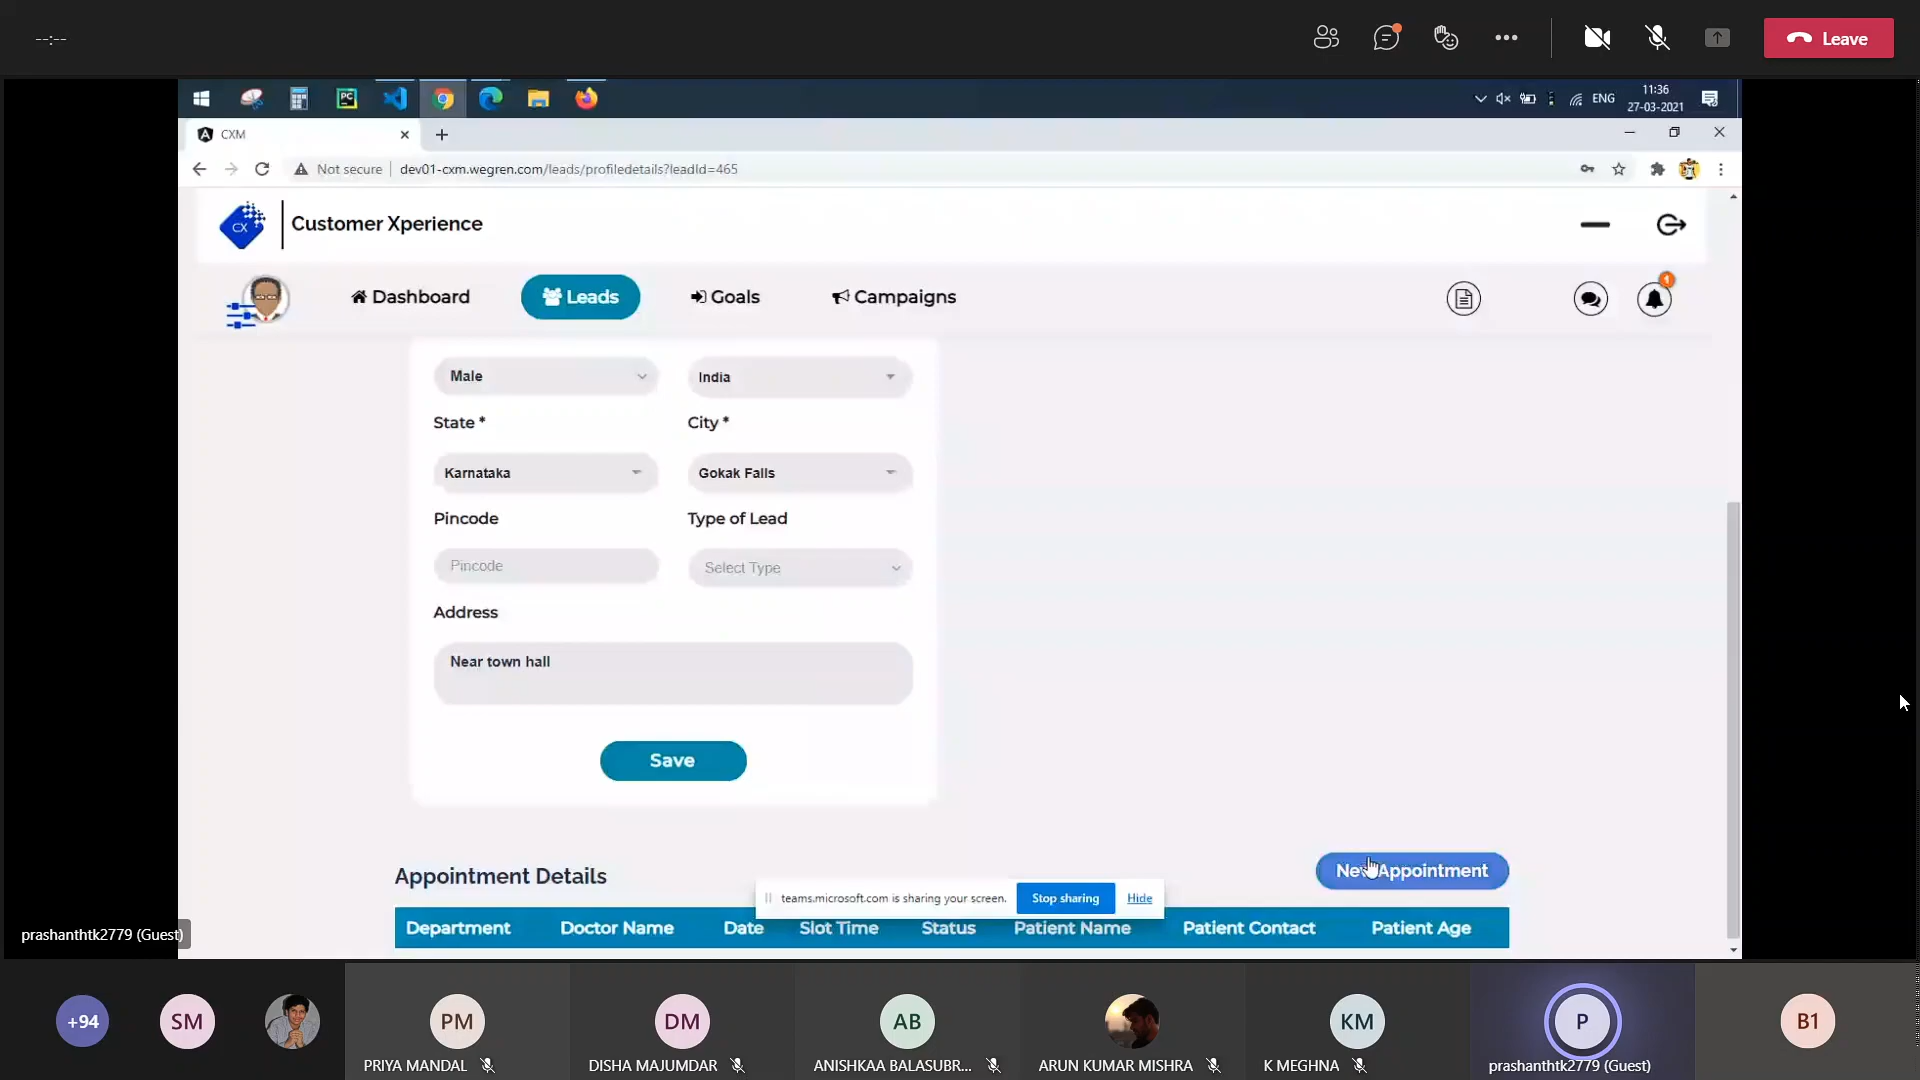 --:--
Leave
PC
ENG
11:36
27-03-2021
CXM
Not secure
dev01-cxm.wegren.com/leads/profiledetails?leadId=465
CX
Customer Xperience
Dashboard
Leads
Goals
Campaigns
1
Male
India
State *
City *
Karnataka
Gokak Falls
Pincode
Type of Lead
Pincode
Select Type
Address
Near town hall
Save
Appointment Details
New Appointment
teams.microsoft.com is sharing your screen.
Stop sharing
Hide
Department
Doctor Name
Date
Slot Time
Status
Patient Name
Patient Contact
Patient Age
prashanthtk2779 (Guest)
+94
SM
PM
DM
AB
KM
P
B1
PRIYA MANDAL
DISHA MAJUMDAR
ANISHKAA BALASUBR...
ARUN KUMAR MISHRA
K MEGHNA
prashanthtk2779 (Guest)